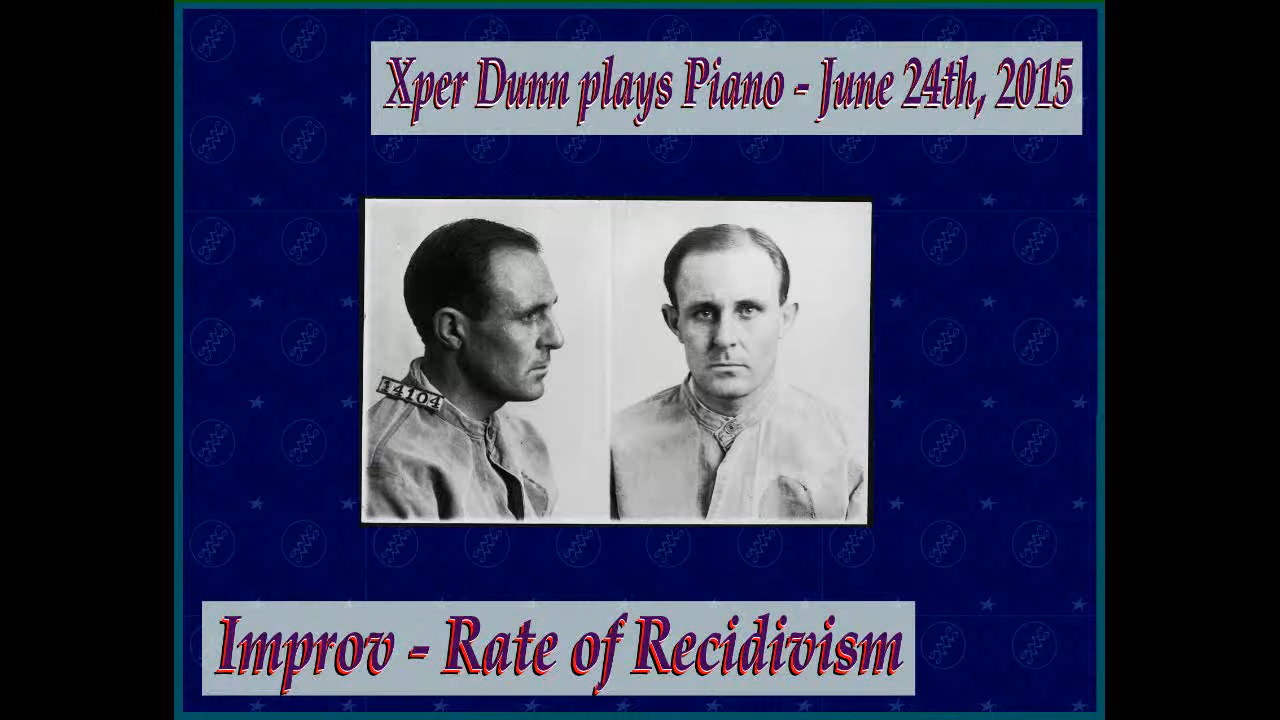 Xper Dunn plays Piano - June 24th, 2015
14104
Improv - Rate of Recidivism